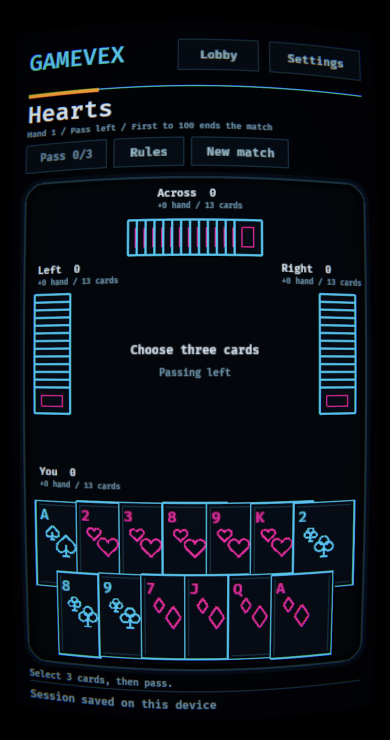 GAMEVEX
Lobby
Settings
Hearts
Hand 1 / Pass left / First to 100 ends the match
Pass 0/3
Rules
New match
Across 0
+0 hand / 13 cards
Left 0
+0 hand / 13 cards
Right 0
+0 hand / 13 cards
Choose three cards
Passing left
You 0
+0 hand / 13 cards
A 2 3 8 9 K 2
8 9 7 J Q A
Select 3 cards, then pass.
Session saved on this device